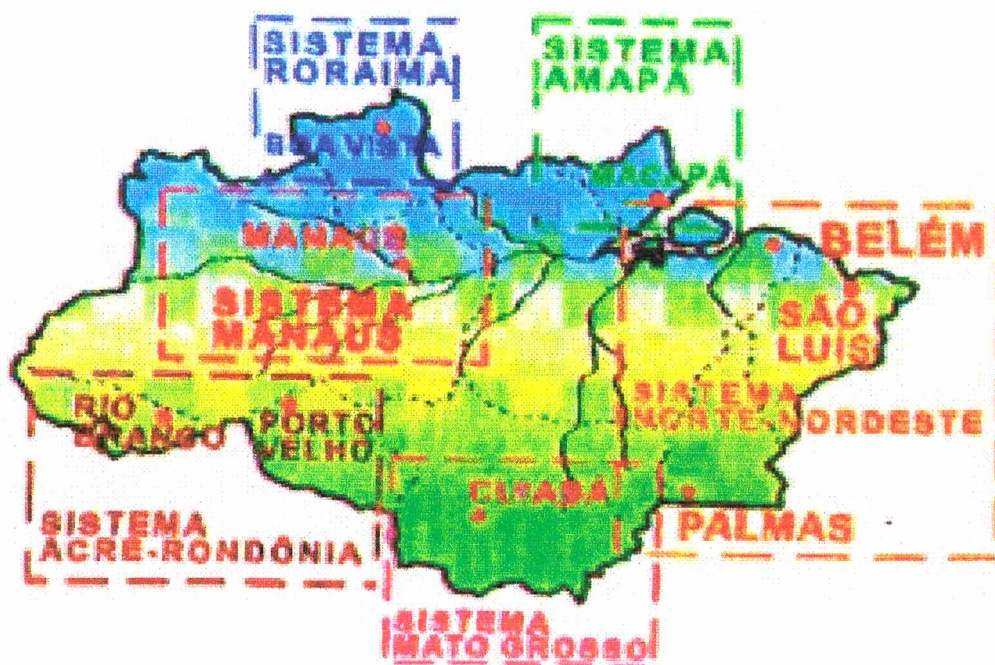 SISTEMA
RORAIMA
BOA VISTA
SISTEMA
AMAPÁ
MACAPÁ
MANAUS
SISTEMA
MANAUS
BELÉM
SÃO
LUIS
SISTEMA
NORTE-NORDESTE
RIO
BRANCO
PORTO
VELHO
SISTEMA
ACRE-RONDÔNIA
CUIABÁ
PALMAS
SISTEMA
MATO GROSSO